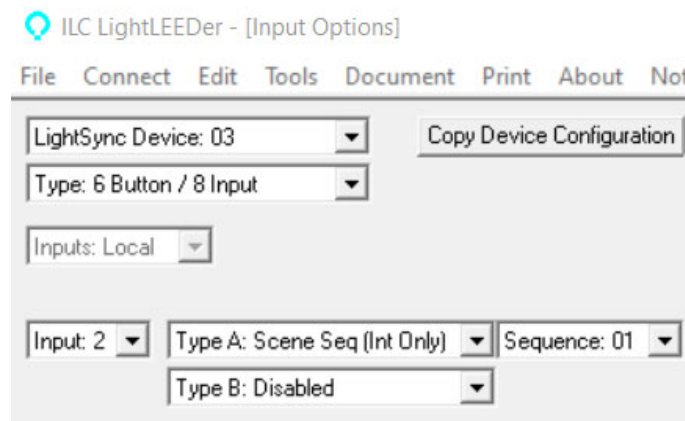 ILC LightLEEDer - [Input Options]
File Connect Edit Tools Document Print About Not
LightSync Device: 03 Copy Device Configuration
Type: 6 Button / 8 Input
Inputs: Local
Input: 2 Type A: Scene Seq (Int Only) Sequence: 01
Type B: Disabled